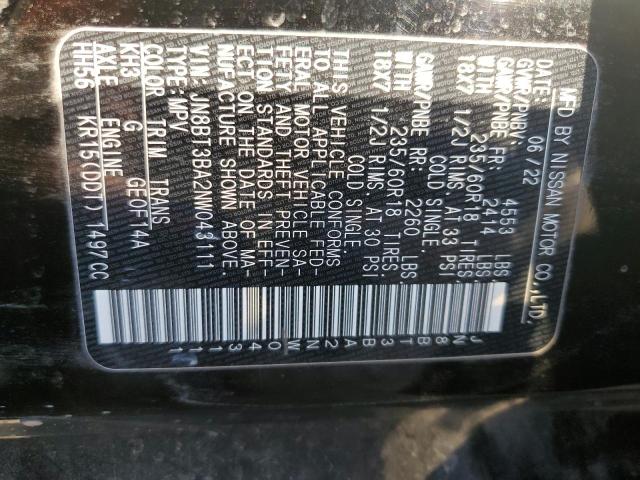 MFD BY NISSAN MOTOR CO.,LTD.
DATE: 06/22
GVWR/PNBV: 4553 LBS
GAWR/PNBE FR: 2414 LBS.
WITH 235/60R18 TIRES,
18X7 1/2J RIMS AT 33 PSI
COLD SINGLE
GAWR/PNBE RR: 2260 LBS.
WITH 235/60R18 TIRES,
18X7 1/2J RIMS AT 30 PSI
COLD SINGLE.
THIS VEHICLE CONFORMS
TO ALL APPLICABLE FED-
ERAL MOTOR VEHICLE SA-
FETY AND THEFT PREVEN-
TION STANDARDS IN EFF-
ECT ON THE DATE OF MA-
NUFACTURE SHOWN ABOVE.
VIN: JN8BT3BA2NW043111
TYPE: MPV
COLOR TRIM TRANS
KH3 G GE0F14A
AXLE ENGINE
HH56 KR15(DDT) 1497CC
JN8BT3BA2NW043111